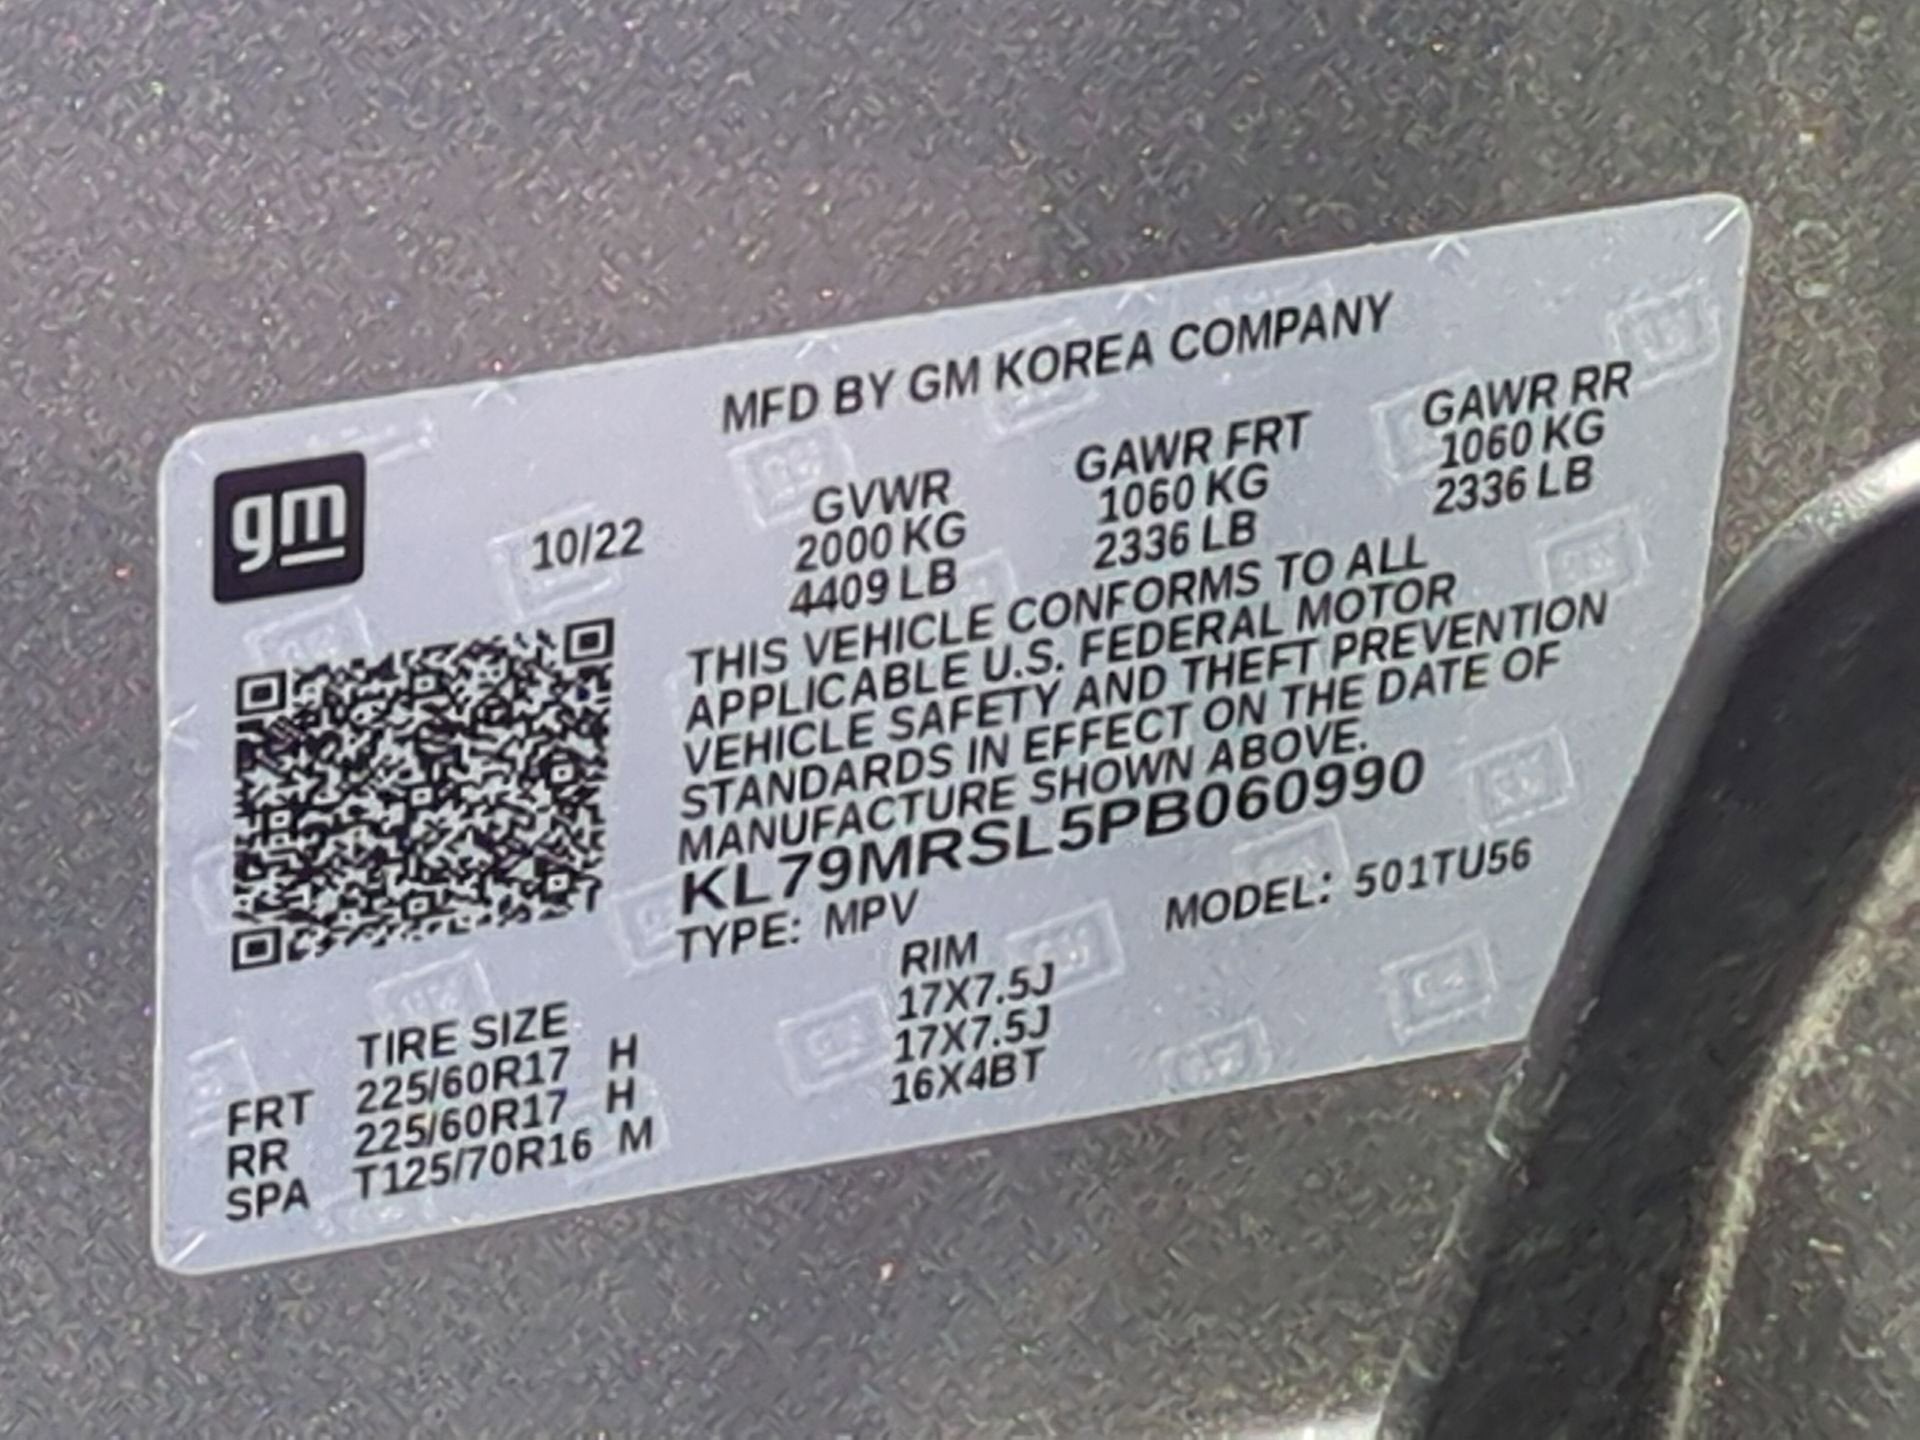 MFD BY GM KOREA COMPANY
gm
10/22
GVWR GAWR FRT GAWR RR
2000 KG 1060 KG 1060 KG
4409 LB 2336 LB 2336 LB
THIS VEHICLE CONFORMS TO ALL
APPLICABLE U.S. FEDERAL MOTOR
VEHICLE SAFETY AND THEFT PREVENTION
STANDARDS IN EFFECT ON THE DATE OF
MANUFACTURE SHOWN ABOVE.
KL79MRSL5PB060990
TYPE: MPV MODEL: 501TU56
TIRE SIZE RIM
FRT 225/60R17 H 17X7.5J
RR 225/60R17 H 17X7.5J
SPA T125/70R16 M 16X4BT